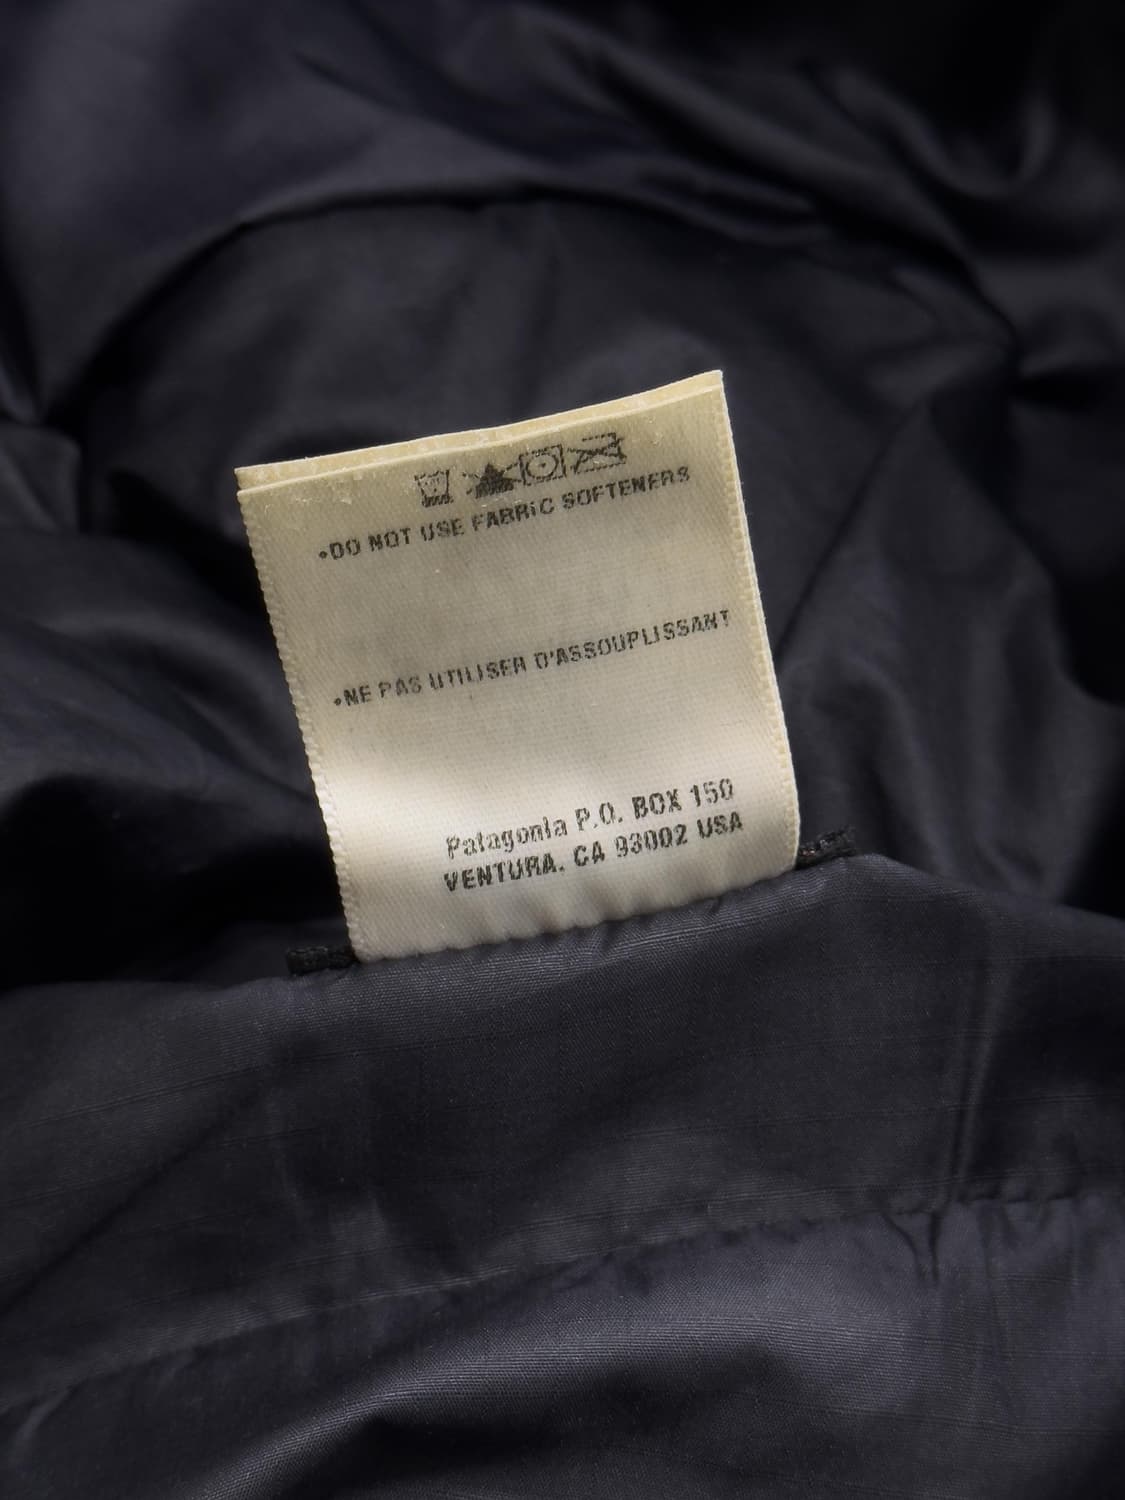 •DO NOT USE FABRIC SOFTENERS
•NE PAS UTILISER D'ASSOUPLISSANT
Patagonia P.O. BOX 150
VENTURA. CA 93002 USA